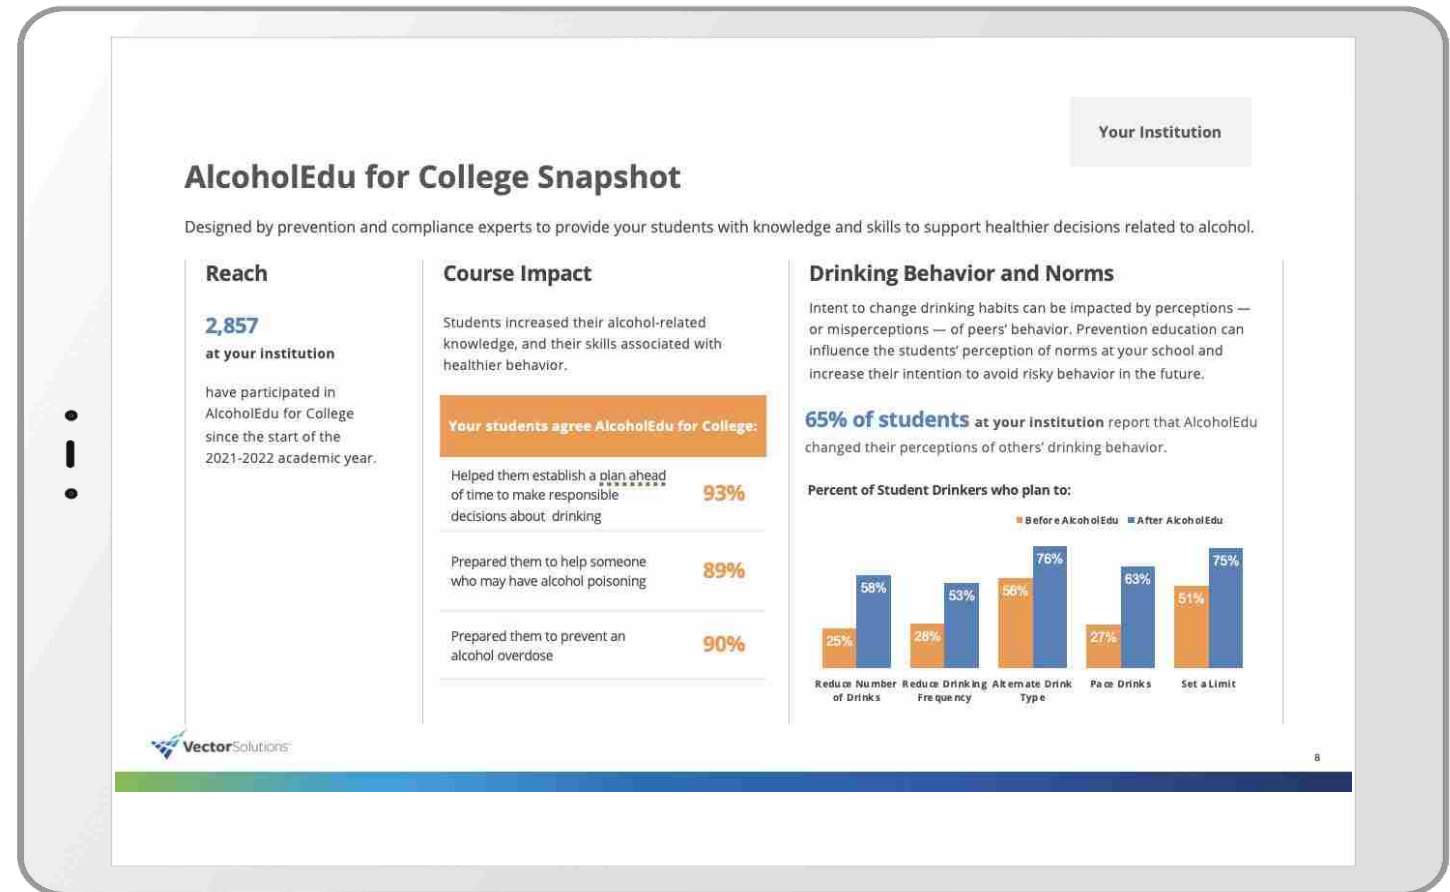 Your Institution
AlcoholEdu for College Snapshot
Designed by prevention and compliance experts to provide your students with knowledge and skills to support healthier decisions related to alcohol.
Reach
2,857
at your institution
have participated in
AlcoholEdu for College
since the start of the
2021-2022 academic year.
Course Impact
Students increased their alcohol-related
knowledge, and their skills associated with
healthier behavior.
Your students agree AlcoholEdu for College:
Helped them establish a plan ahead
of time to make responsible
decisions about drinking
93%
Prepared them to help someone
who may have alcohol poisoning
89%
Prepared them to prevent an
alcohol overdose
90%
Drinking Behavior and Norms
Intent to change drinking habits can be impacted by perceptions —
or misperceptions — of peers' behavior. Prevention education can
influence the students' perception of norms at your school and
increase their intention to avoid risky behavior in the future.
65% of students at your institution report that AlcoholEdu
changed their perceptions of others' drinking behavior.
Percent of Student Drinkers who plan to:
Before AlcoholEdu After AlcoholEdu
25% 58% 28% 53% 56% 76% 27% 63% 51% 75%
Reduce Number Reduce Drinking Alternate Drink Pace Drinks Set a Limit
of Drinks Frequency Type
VectorSolutions
8